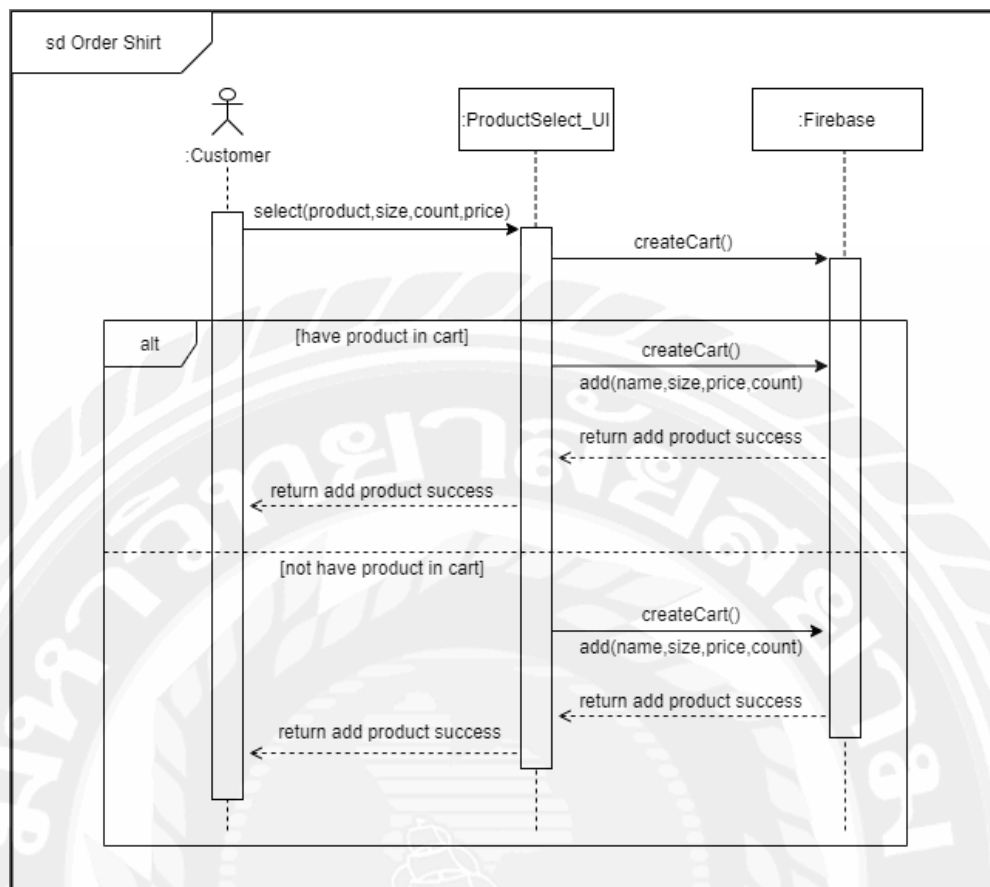 sd Order Shirt
:Customer
:ProductSelect_UI
:Firebase
select(product,size,count,price)
createCart()
alt
[have product in cart]
createCart()
add(name,size,price,count)
return add product success
return add product success
[not have product in cart]
createCart()
add(name,size,price,count)
return add product success
return add product success